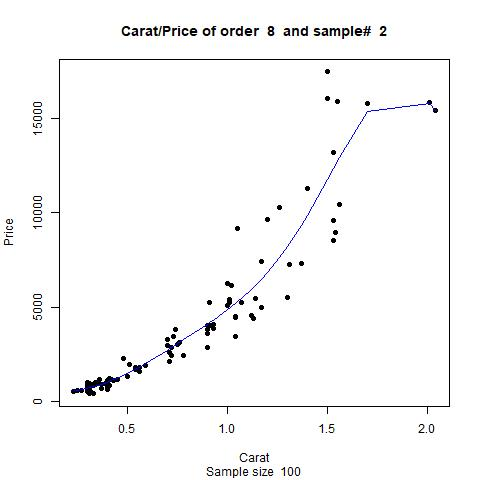 Carat/Price of order 8 and sample# 2
Price
15000
10000
5000
0
0.5 1.0 1.5 2.0
Carat
Sample size 100